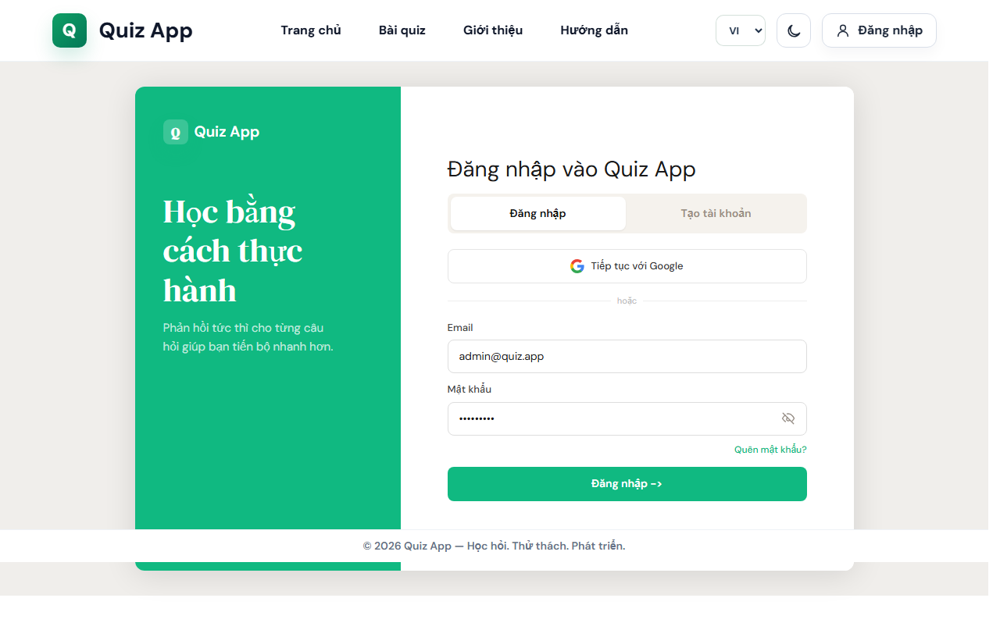 Q Quiz App
Trang chủ
Bài quiz
Giới thiệu
Hướng dẫn
VI
Đăng nhập
Q Quiz App
Học bằng
cách thực
hành
Phản hồi tức thì cho từng câu
hỏi giúp bạn tiến bộ nhanh hơn.
Đăng nhập vào Quiz App
Đăng nhập
Tạo tài khoản
Tiếp tục với Google
hoặc
Email
admin@quiz.app
Mật khẩu
•••••••••
Quên mật khẩu?
Đăng nhập ->
© 2026 Quiz App — Học hỏi. Thử thách. Phát triển.